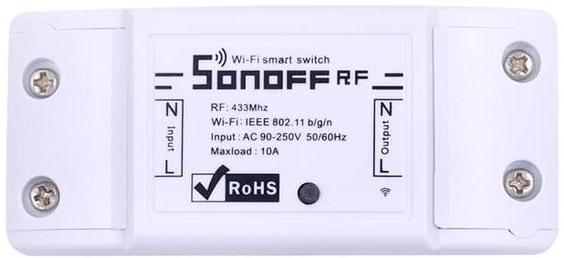 Wi-Fi smart switch
SONOFF RF
N
Input
L
RF: 433Mhz
Wi-Fi: IEEE 802.11 b/g/n
Input : AC 90-250V 50/60Hz
Maxload : 10A
N
Output
L
RoHS